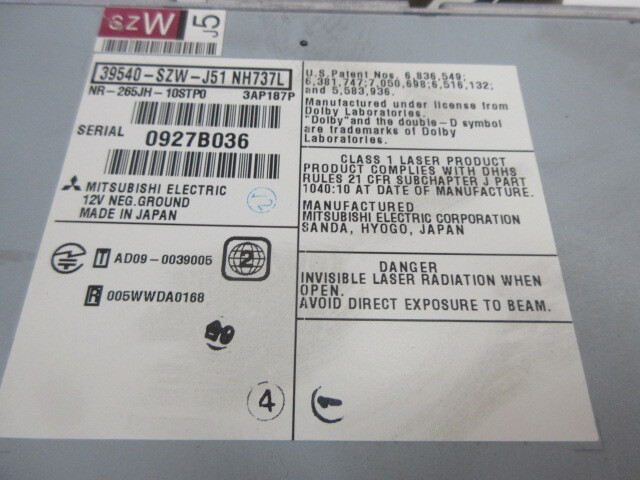 SZW
J5
39540-SZW-J51 NH737L
NR-265JH-10STP0 3AP187P
SERIAL 0927B036
MITSUBISHI ELECTRIC
12V NEG.GROUND
MADE IN JAPAN
T AD09-0039005
2
R 005WWDA0168
4
U.S.Patent Nos. 6,836,549;
6,381,747;7,050,698;6,516,132;
and 5,583,936.
Manufactured under license from
Dolby Laboratories.
"Dolby"and the double-D symbol
are trademarks of Dolby
Laboratories.
CLASS 1 LASER PRODUCT
PRODUCT COMPLIES WITH DHHS
RULES 21 CFR SUBCHAPTER J PART
1040:10 AT DATE OF MANUFACTURE.
MANUFACTURED
MITSUBISHI ELECTRIC CORPORATION
SANDA, HYOGO, JAPAN
DANGER
INVISIBLE LASER RADIATION WHEN
OPEN.
AVOID DIRECT EXPOSURE TO BEAM.
1